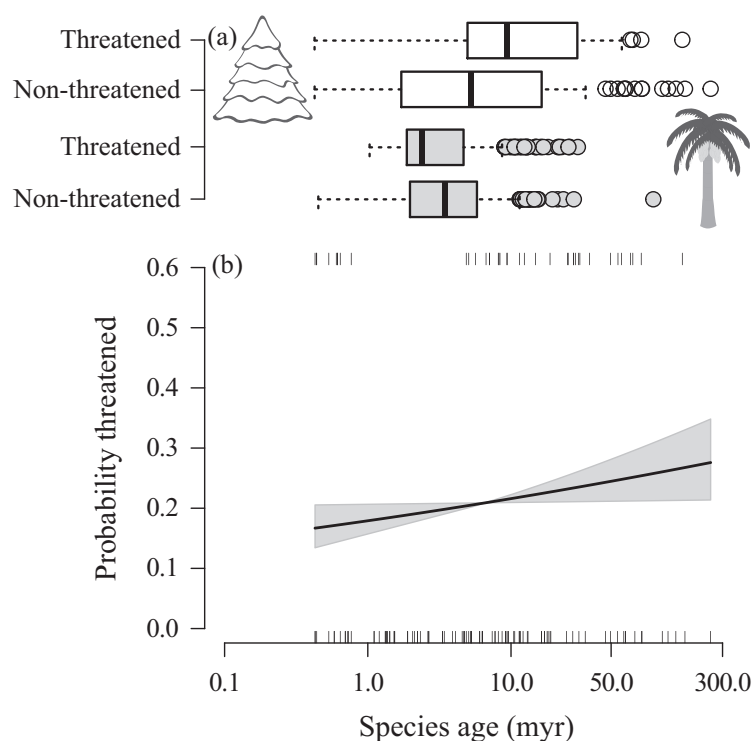 (a)
Threatened
Non-threatened
Threatened
Non-threatened
(b)
0.6
0.5
0.4
0.3
0.2
0.1
0.0
Probability threatened
0.1 1.0 10.0 50.0 300.0
Species age (myr)